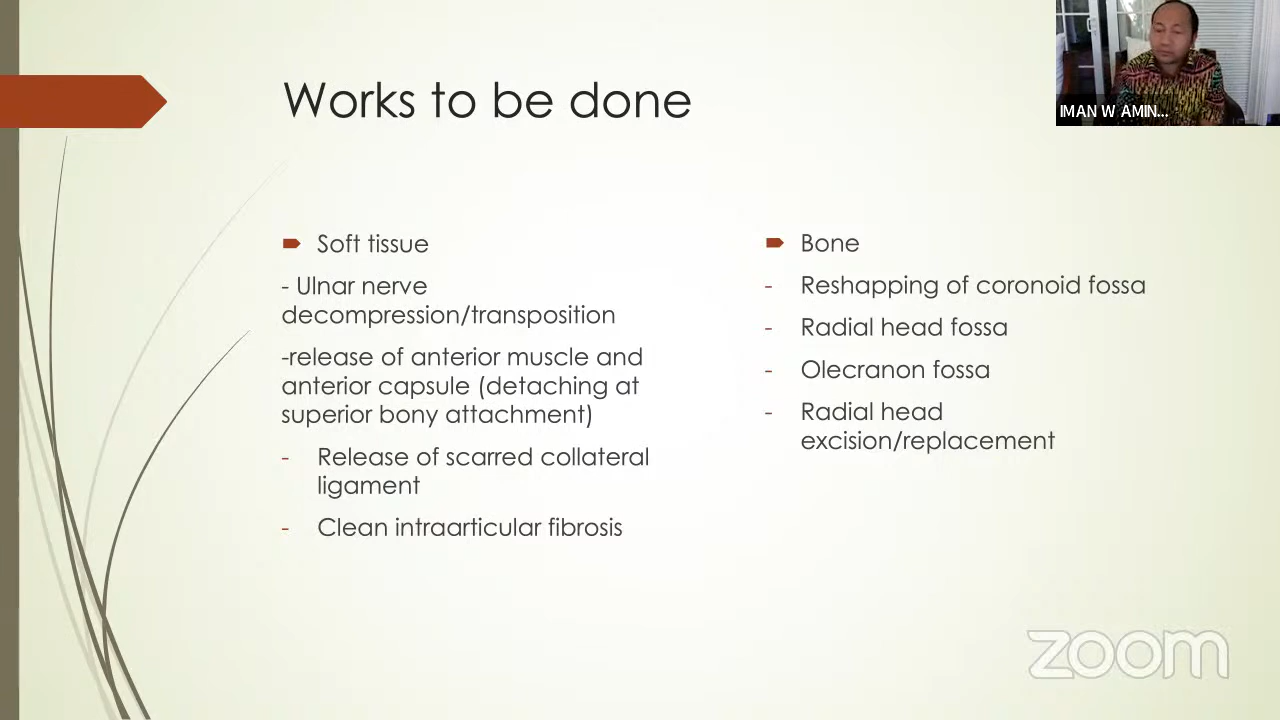 Works to be done
IMAN W AMIN...
Soft tissue
- Ulnar nerve
decompression/transposition
-release of anterior muscle and
anterior capsule (detaching at
superior bony attachment)
- Release of scarred collateral
ligament
- Clean intraarticular fibrosis
Bone
- Reshapping of coronoid fossa
- Radial head fossa
- Olecranon fossa
- Radial head
excision/replacement
zoom